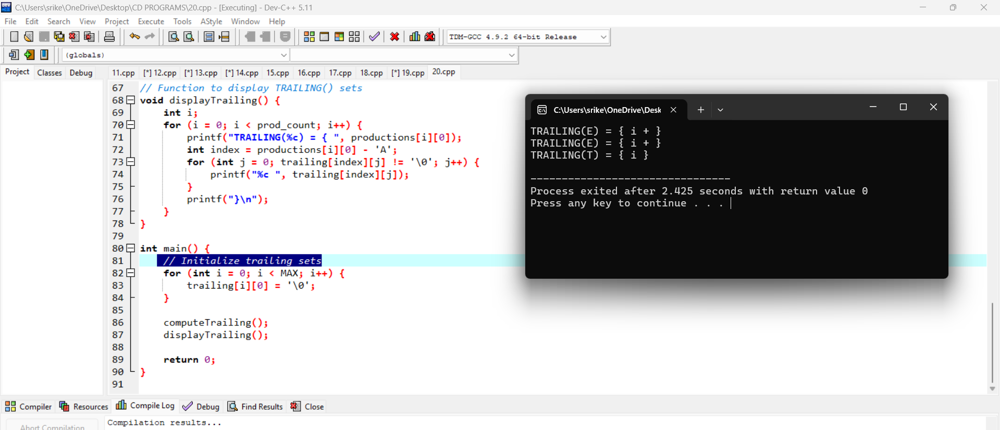 C:\Users\srike\OneDrive\Desktop\CD PROGRAMS\20.cpp - [Executing] - Dev-C++ 5.11
File Edit Search View Project Execute Tools AStyle Window Help
TDM-GCC 4.9.2 64-bit Release
(globals)
Project Classes Debug
11.cpp [*] 12.cpp [*] 13.cpp [*] 14.cpp 15.cpp 16.cpp 17.cpp 18.cpp [*] 19.cpp 20.cpp
67 // Function to display TRAILING() sets
68 void displayTrailing() {
69     int i;
70     for (i = 0; i < prod_count; i++) {
71         printf("TRAILING(%c) = { ", productions[i][0]);
72         int index = productions[i][0] - 'A';
73         for (int j = 0; trailing[index][j] != '\0'; j++) {
74             printf("%c ", trailing[index][j]);
75         }
76         printf("}\n");
77     }
78 }
79
80 int main() {
81     // Initialize trailing sets
82     for (int i = 0; i < MAX; i++) {
83         trailing[i][0] = '\0';
84     }
85
86     computeTrailing();
87     displayTrailing();
88
89     return 0;
90 }
91
C:\Users\srike\OneDrive\Desk
TRAILING(E) = { i + }
TRAILING(E) = { i + }
TRAILING(T) = { i }
--------------------------------
Process exited after 2.425 seconds with return value 0
Press any key to continue . . .
Compiler Resources Compile Log Debug Find Results Close
Abort Compilation
Compilation results...